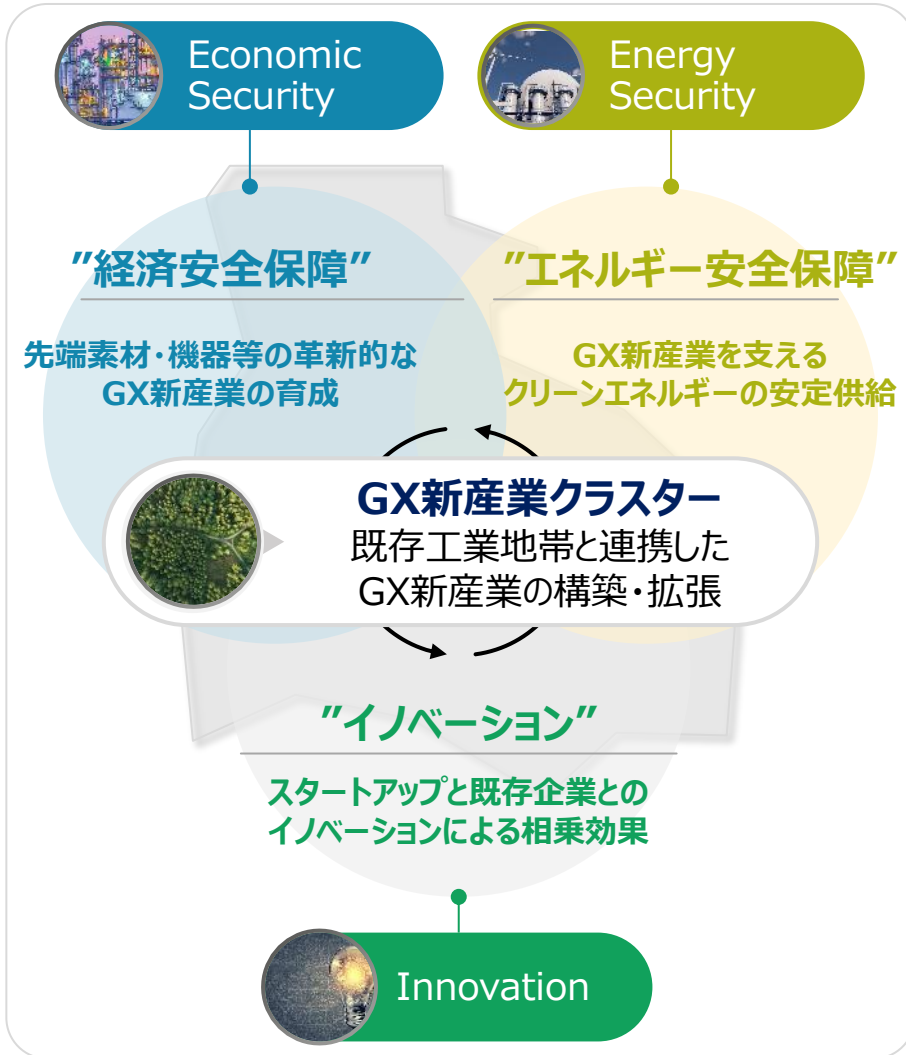 Economic
Security
Energy
Security
”経済安全保障”
先端素材・機器等の革新的な
GX新産業の育成
”エネルギー安全保障”
GX新産業を支える
クリーンエネルギーの安定供給
GX新産業クラスター
既存工業地帯と連携した
GX新産業の構築・拡張
”イノベーション”
スタートアップと既存企業との
イノベーションによる相乗効果
Innovation